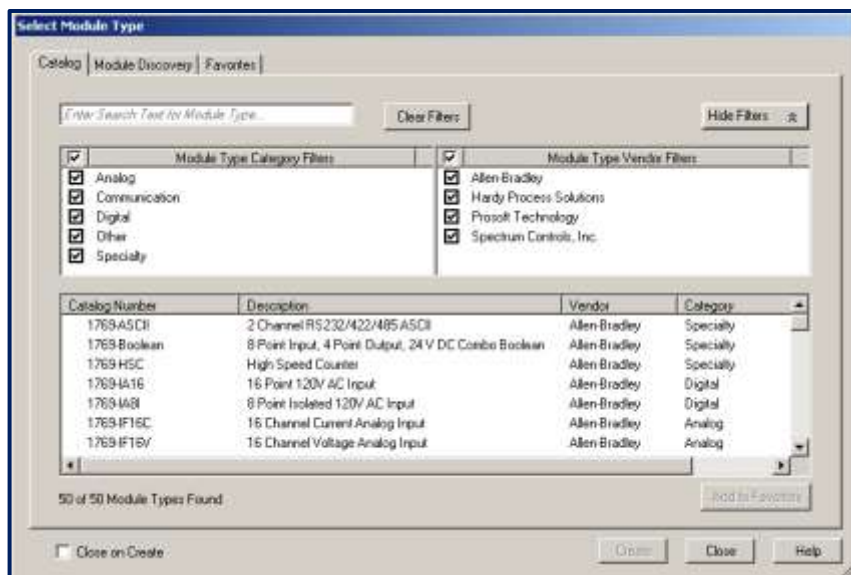 Select Module Type
Catalog Module Discovery Favorites
Enter Search Text for Module Type... Clear Filters Hide Filters
Module Type Category Filters Module Type Vendor Filters
Analog Allen-Bradley
Communication Hardy Process Solutions
Digital Prosoft Technology
Other Spectrum Controls, Inc.
Specialty
Catalog Number Description Vendor Category
1769-ASCII 2 Channel RS232/422/485 ASCII Allen-Bradley Specialty
1769-Boolean 8 Point Input, 4 Point Output, 24 V DC Combo Boolean Allen-Bradley Specialty
1769-HSC High Speed Counter Allen-Bradley Specialty
1769-IA16 16 Point 120V AC Input Allen-Bradley Digital
1769-IA8I 8 Point Isolated 120V AC Input Allen-Bradley Digital
1769-IF16C 16 Channel Current Analog Input Allen-Bradley Analog
1769-IF16V 16 Channel Voltage Analog Input Allen-Bradley Analog
50 of 50 Module Types Found Add to Favorites
Close on Create Create Close Help